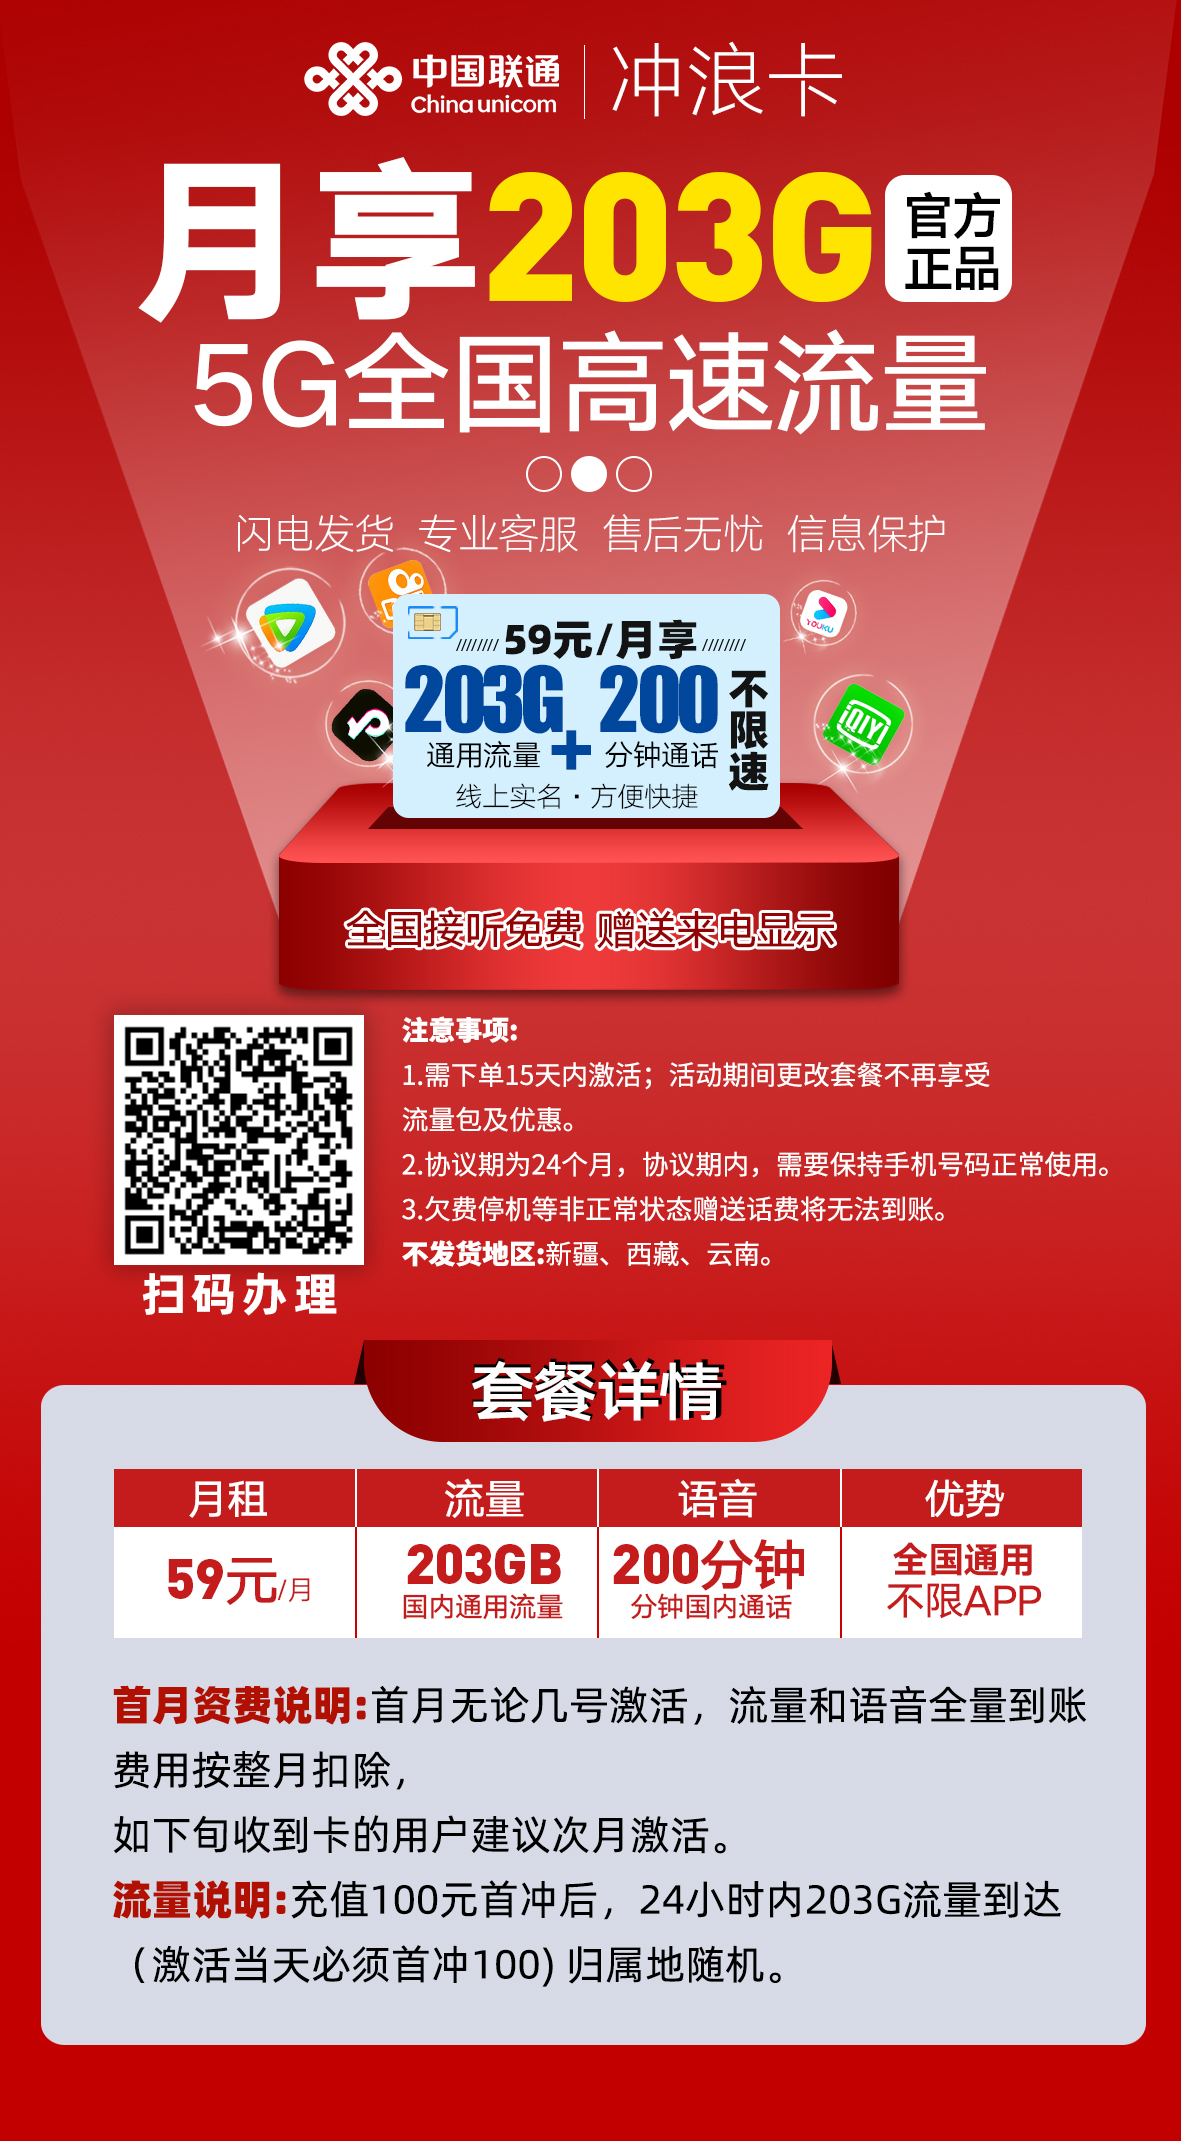 中国联通
China unicom
冲浪卡
月享203G
官方
正品
5G全国高速流量
闪电发货 专业客服 售后无忧 信息保护
YOUKU
iQIYI
59元/月享
203G+200
通用流量 分钟通话
不限速
线上实名·方便快捷
全国接听免费 赠送来电显示
注意事项:
1.需下单15天内激活；活动期间更改套餐不再享受
流量包及优惠。
2.协议期为24个月，协议期内，需要保持手机号码正常使用。
3.欠费停机等非正常状态赠送话费将无法到账。
不发货地区:新疆、西藏、云南。
扫码办理
套餐详情
月租 流量 语音 优势
59元/月 203GB 200分钟 全国通用
国内通用流量 分钟国内通话 不限APP
首月资费说明:首月无论几号激活，流量和语音全量到账
费用按整月扣除，
如下旬收到卡的用户建议次月激活。
流量说明:充值100元首冲后，24小时内203G流量到达
（激活当天必须首冲100) 归属地随机。